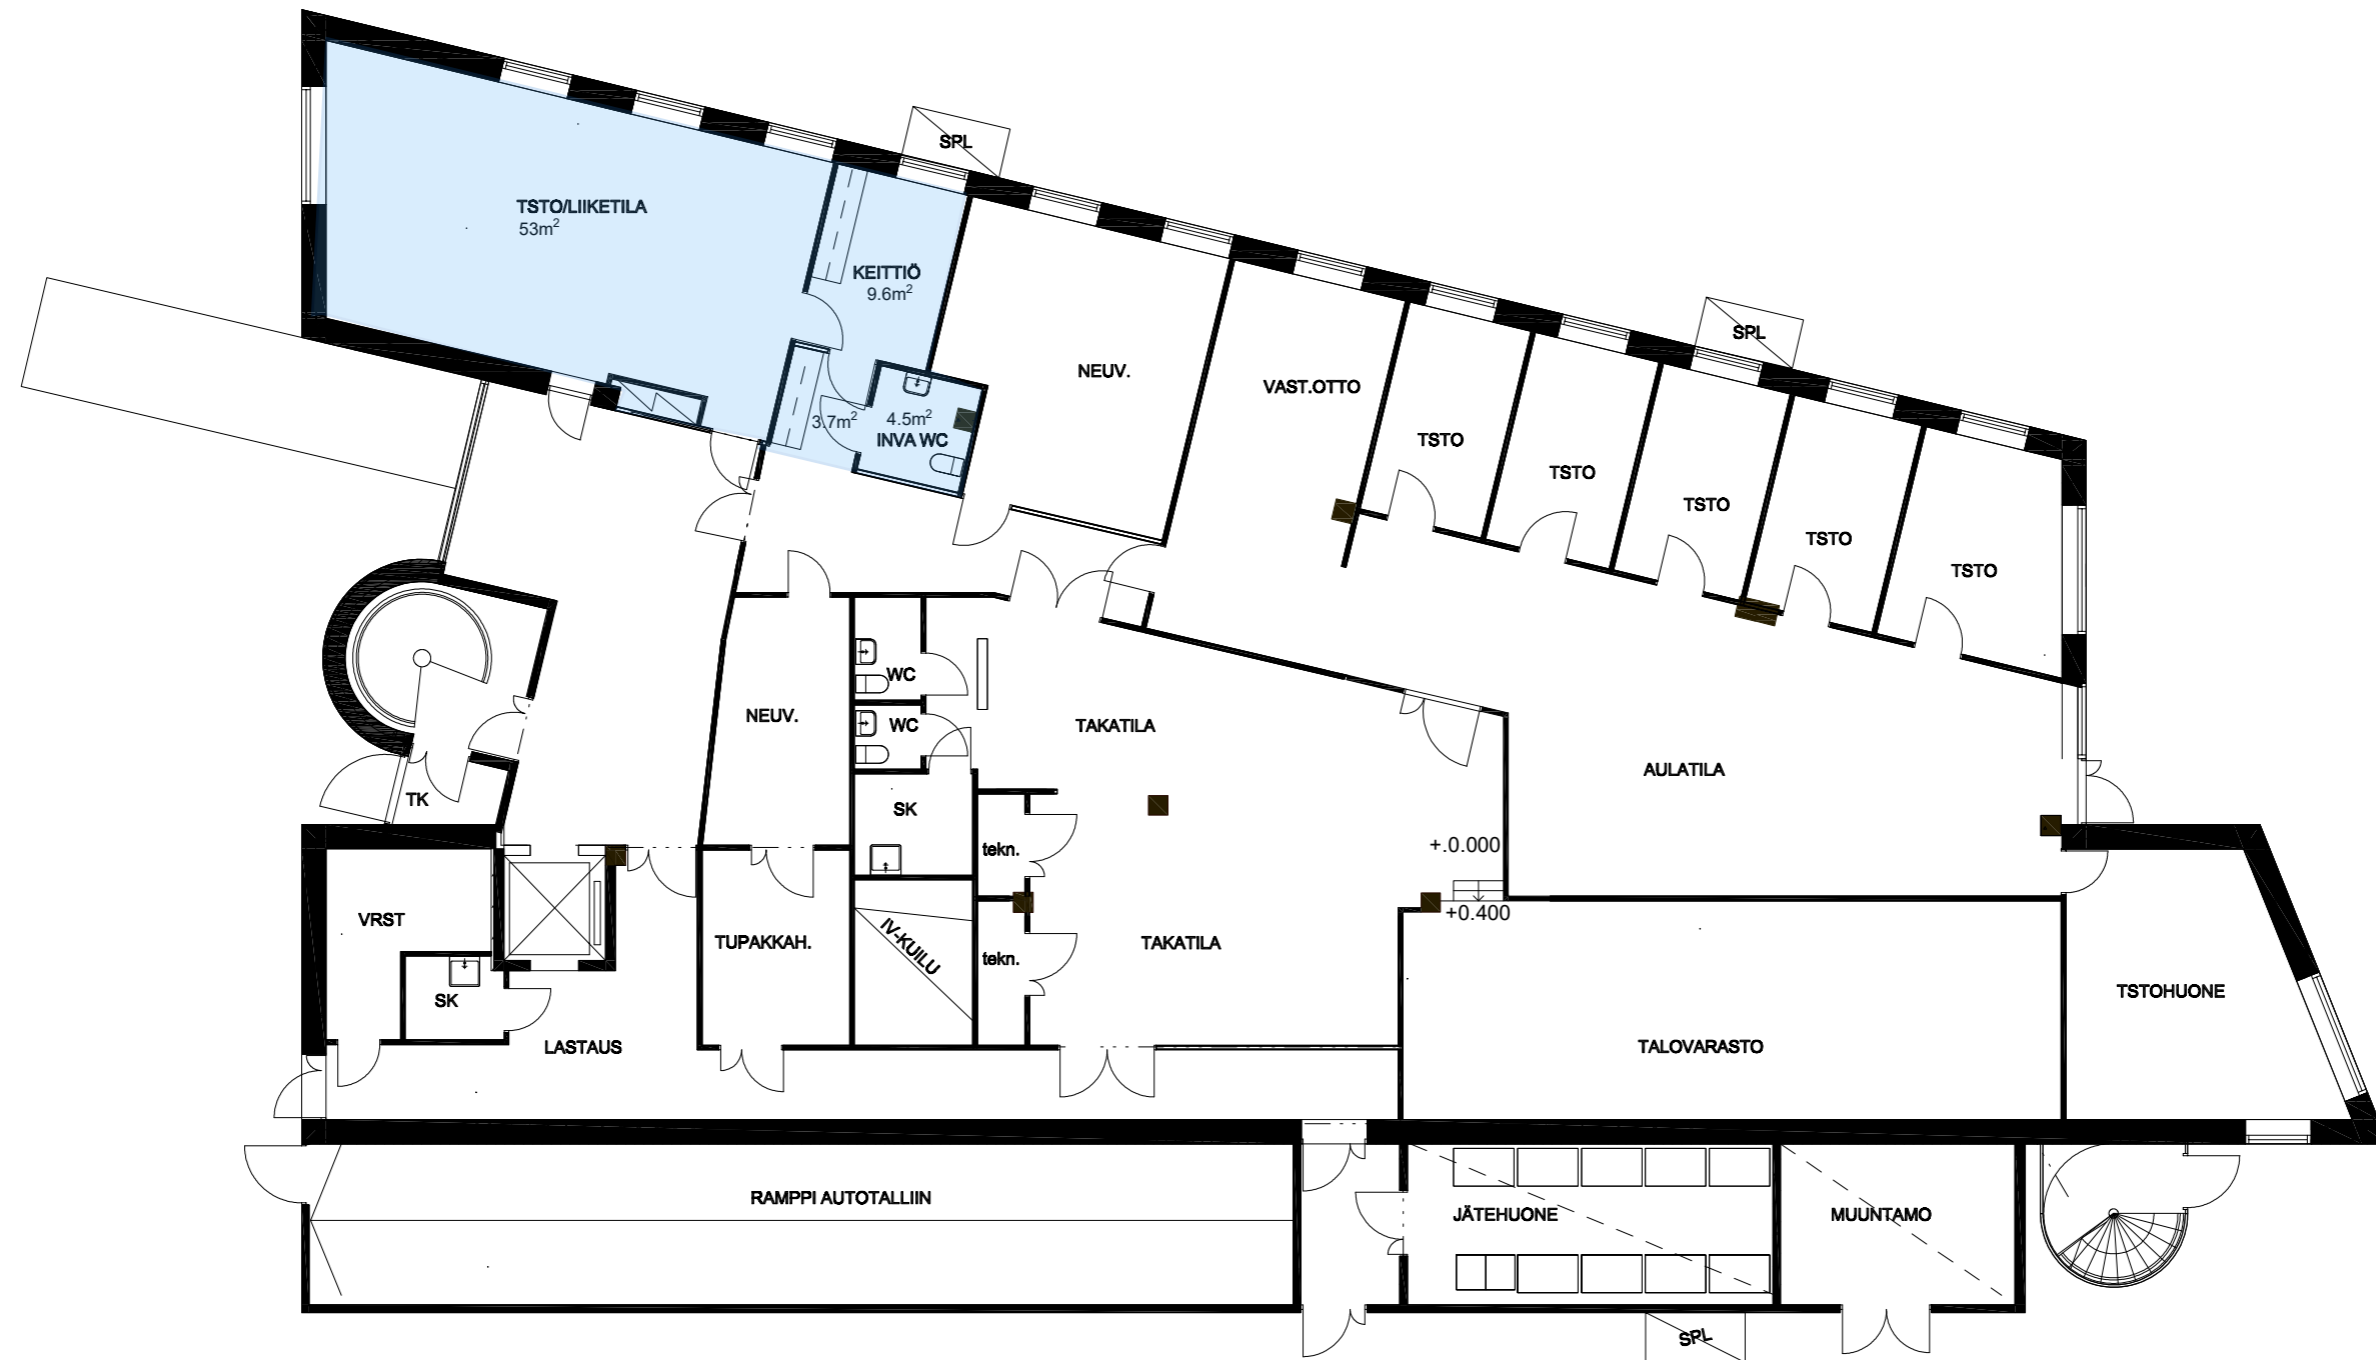 SPL
TSTO/LIIKETILA
53m²
KEITTIÖ
9.6m²
SPL
NEUV.
VAST.OTTO
3.7m²
4.5m²
INVA WC
TSTO
TSTO
TSTO
TSTO
TSTO
WC
NEUV.
WC
TAKATILA
AULATILA
TK
SK
tekn.
+.0.000
VRST
+0.400
TUPAKKAH.
IV-KUILU
TAKATILA
tekn.
SK
TSTOHUONE
LASTAUS
TALOVARASTO
RAMPPI AUTOTALLIIN
JÄTEHUONE
MUUNTAMO
SPL